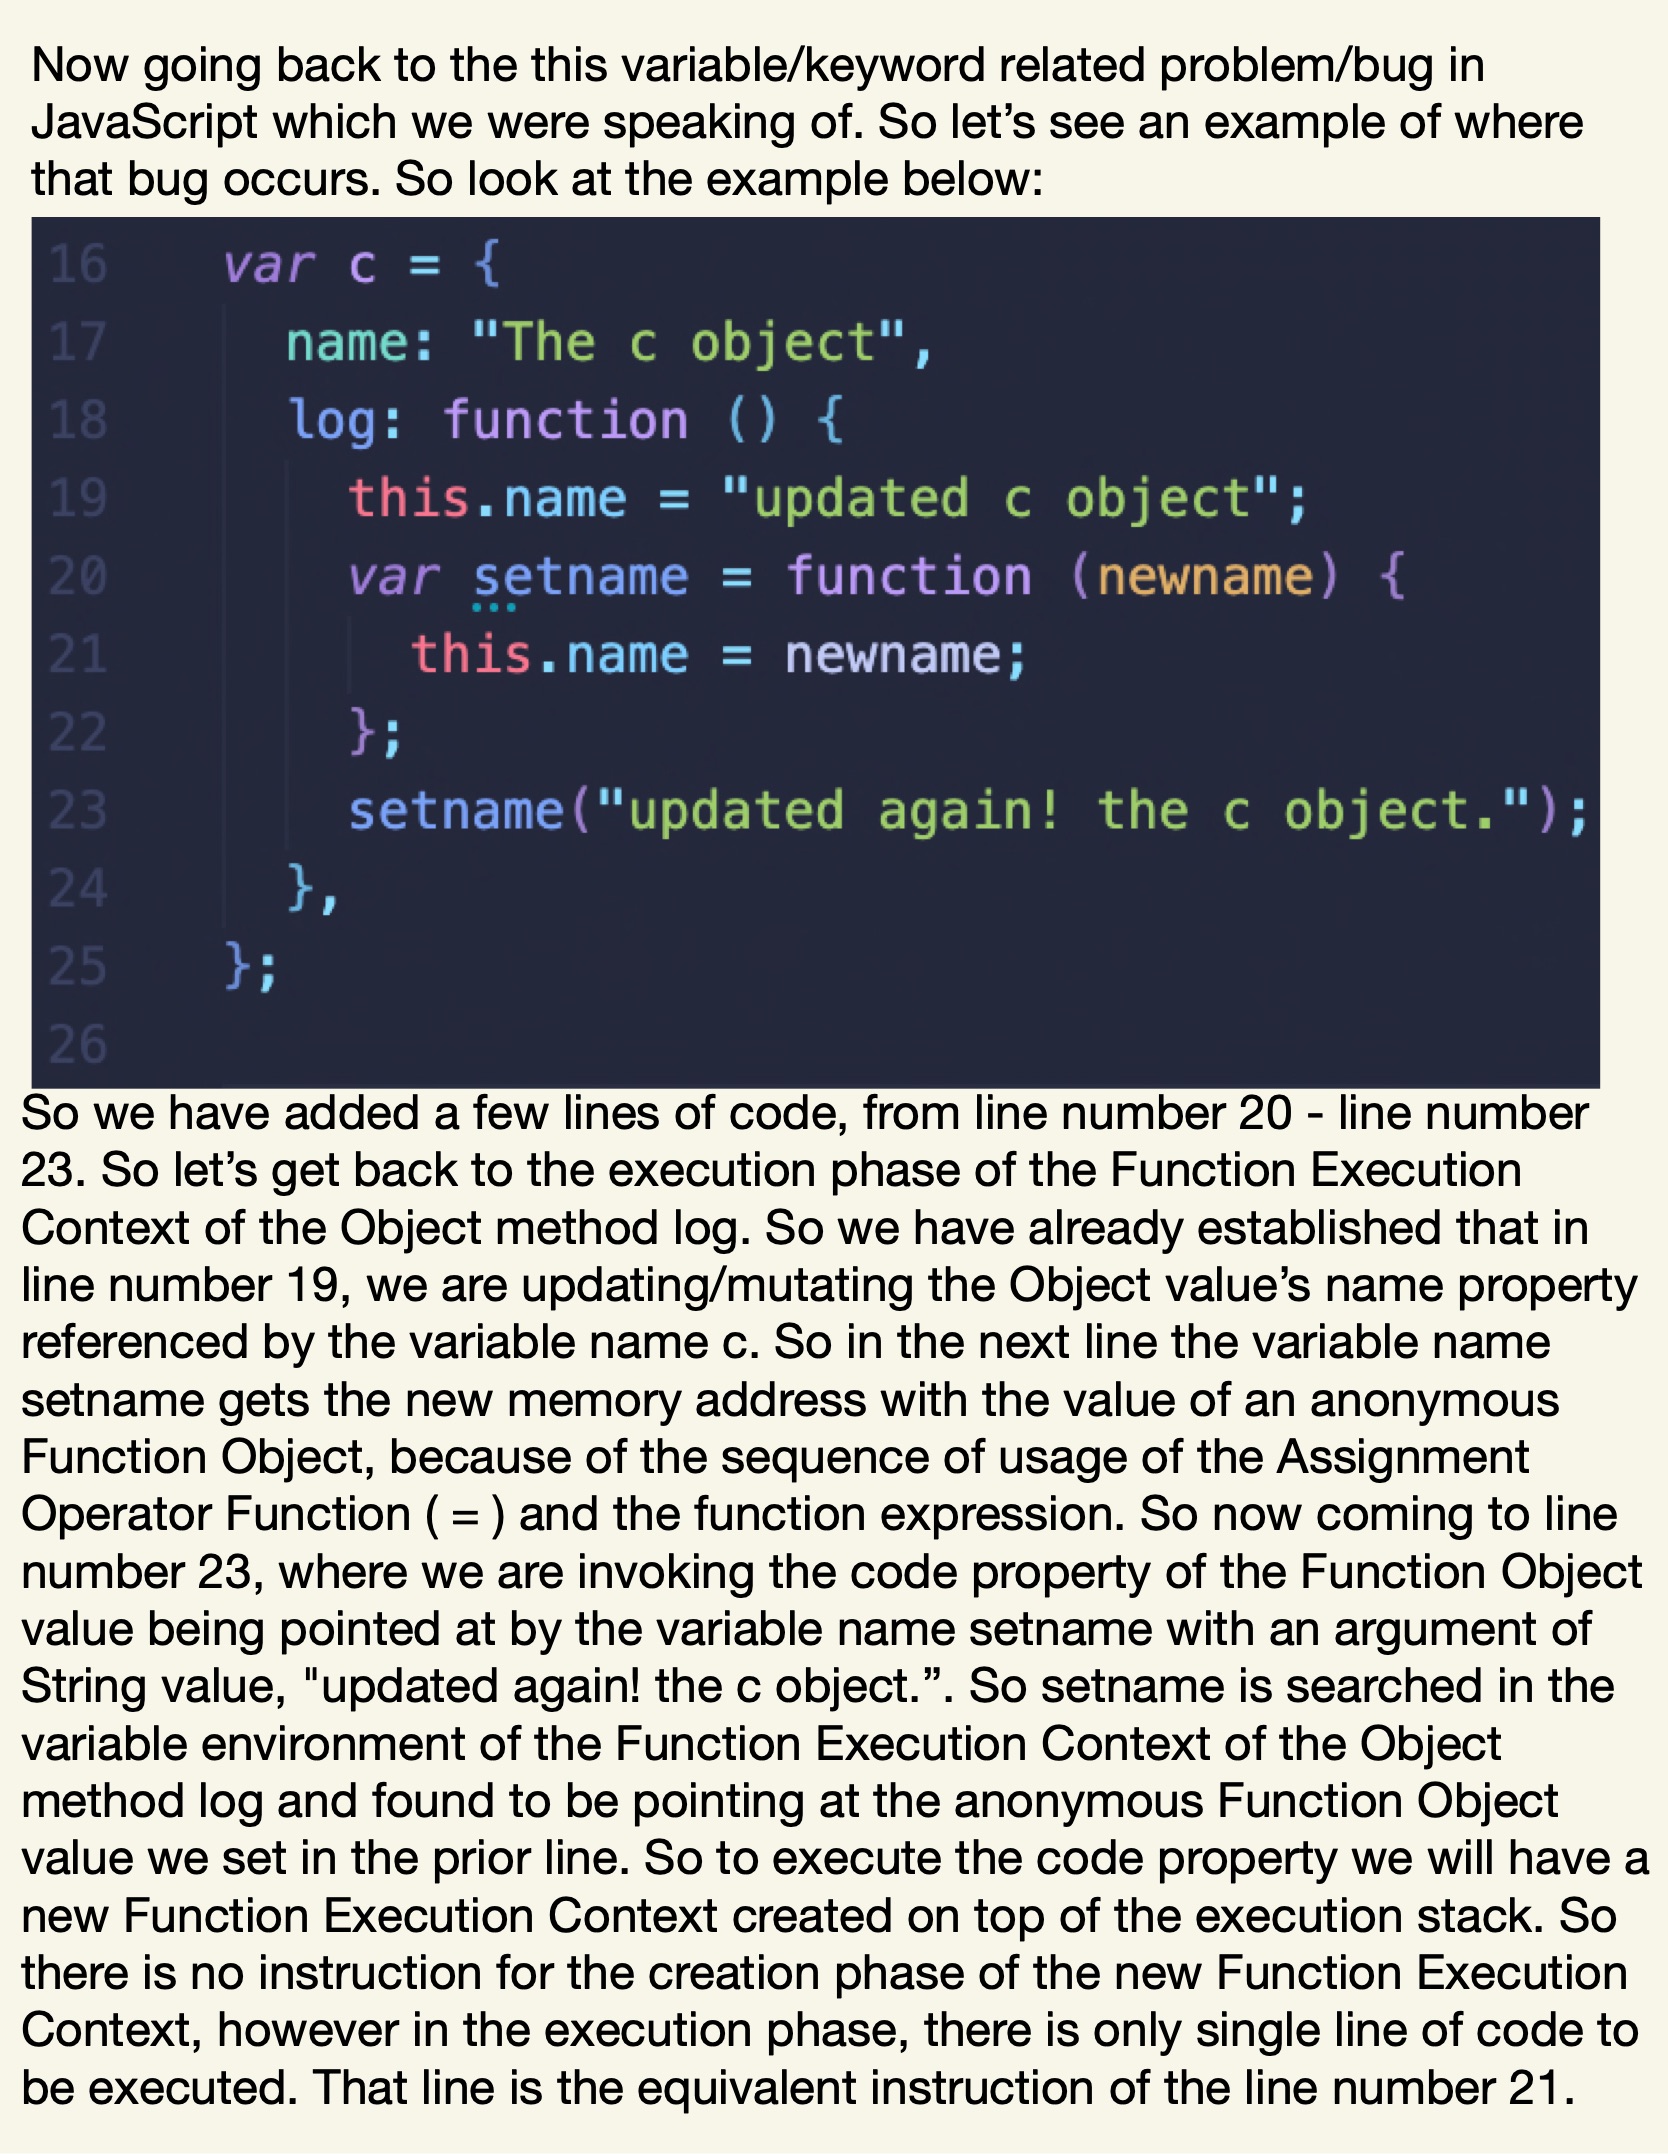 Now going back to the this variable/keyword related problem/bug in
JavaScript which we were speaking of. So let’s see an example of where
that bug occurs. So look at the example below:
16 var c = {
17 name: "The c object",
18 log: function () {
19 this.name = "updated c object";
20 var setname = function (newname) {
21 this.name = newname;
22 };
23 setname("updated again! the c object.");
24 },
25 };
26
So we have added a few lines of code, from line number 20 - line number
23. So let’s get back to the execution phase of the Function Execution
Context of the Object method log. So we have already established that in
line number 19, we are updating/mutating the Object value’s name property
referenced by the variable name c. So in the next line the variable name
setname gets the new memory address with the value of an anonymous
Function Object, because of the sequence of usage of the Assignment
Operator Function ( = ) and the function expression. So now coming to line
number 23, where we are invoking the code property of the Function Object
value being pointed at by the variable name setname with an argument of
String value, "updated again! the c object.”. So setname is searched in the
variable environment of the Function Execution Context of the Object
method log and found to be pointing at the anonymous Function Object
value we set in the prior line. So to execute the code property we will have a
new Function Execution Context created on top of the execution stack. So
there is no instruction for the creation phase of the new Function Execution
Context, however in the execution phase, there is only single line of code to
be executed. That line is the equivalent instruction of the line number 21.